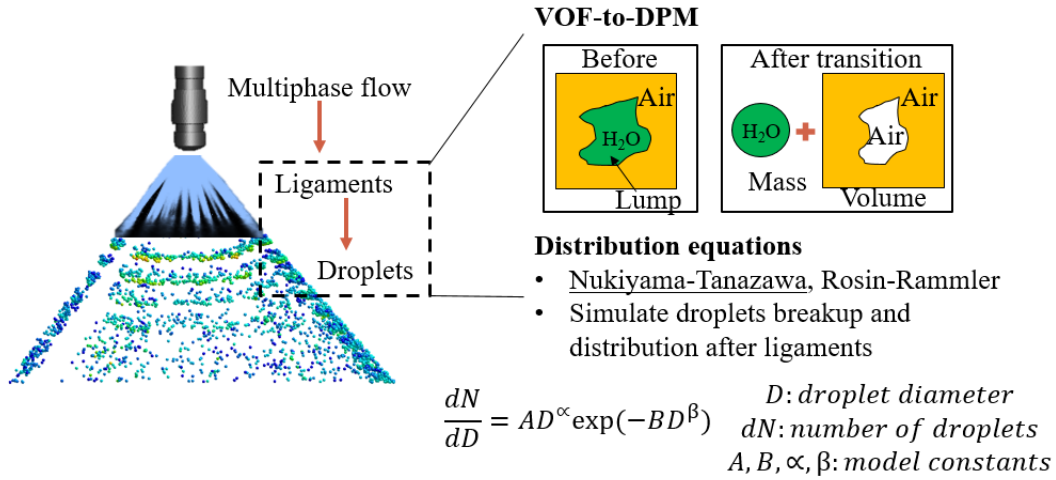 VOF-to-DPM
Before
Air
H₂O
Lump
After transition
Air
H₂O
Air
Mass
Volume
Multiphase flow
Ligaments
Droplets
Distribution equations
• Nukiyama-Tanazawa, Rosin-Rammler
• Simulate droplets breakup and
distribution after ligaments
dN/dD = AD^∝exp(−BD^β)
D: droplet diameter
dN: number of droplets
A, B, ∝, β: model constants